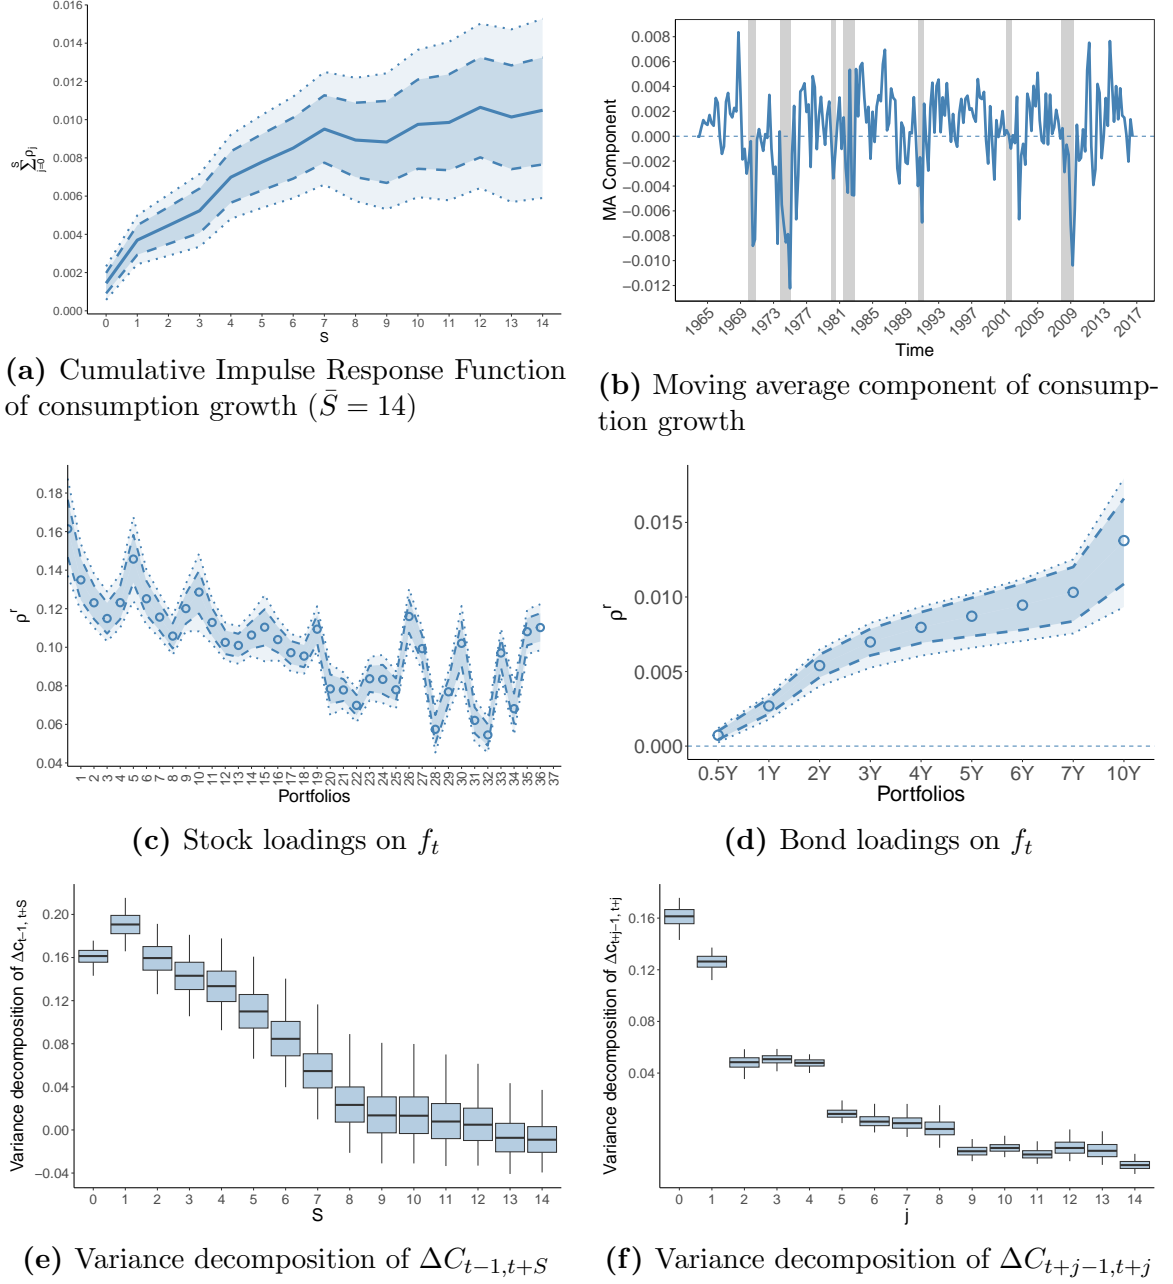 0.016
0.014
0.012
0.010
0.008
0.006
0.004
0.002
0.000
S
∑ ρj
j=0
0 1 2 3 4 5 6 7 8 9 10 11 12 13 14
S
(a) Cumulative Impulse Response Function
of consumption growth (S̄ = 14)
0.008
0.006
0.004
0.002
0.000
−0.002
−0.004
−0.006
−0.008
−0.010
−0.012
MA Component
1965 1969 1973 1977 1981 1985 1989 1993 1997 2001 2005 2009 2013 2017
Time
(b) Moving average component of consump-
tion growth
0.18
0.16
0.14
0.12
0.10
0.08
0.06
0.04
ρ^r
1 2 3 4 5 6 7 8 9 10 11 12 13 14 15 16 17 18 19 20 21 22 23 24 25 26 27 28 29 30 31 32 33 34 35 36 37
Portfolios
(c) Stock loadings on f_t
0.015
0.010
0.005
0.000
ρ^r
0.5Y 1Y 2Y 3Y 4Y 5Y 6Y 7Y 10Y
Portfolios
(d) Bond loadings on f_t
0.20
0.16
0.12
0.08
0.04
0.00
−0.04
Variance decomposition of Δc_{t−1, t+S}
0 1 2 3 4 5 6 7 8 9 10 11 12 13 14
S
(e) Variance decomposition of ΔC_{t−1,t+S}
0.16
0.12
0.08
0.04
Variance decomposition of Δc_{t+j−1, t+j}
0 1 2 3 4 5 6 7 8 9 10 11 12 13 14
j
(f) Variance decomposition of ΔC_{t+j−1,t+j}